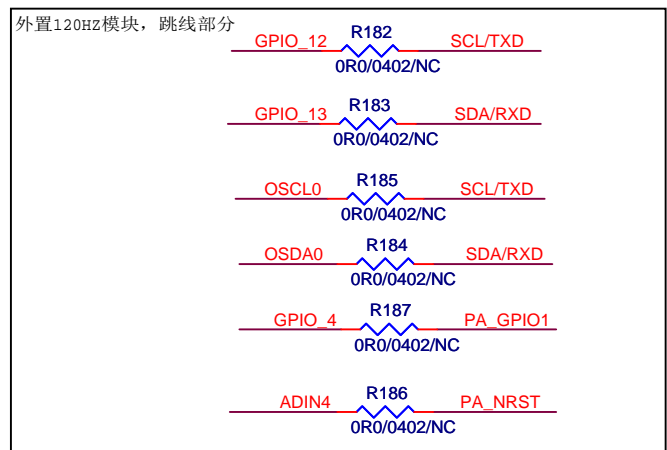 外置120HZ模块，跳线部分
GPIO_12 R182 SCL/TXD
0R0/0402/NC
GPIO_13 R183 SDA/RXD
0R0/0402/NC
OSCL0 R185 SCL/TXD
0R0/0402/NC
OSDA0 R184 SDA/RXD
0R0/0402/NC
GPIO_4 R187 PA_GPIO1
0R0/0402/NC
ADIN4 R186 PA_NRST
0R0/0402/NC